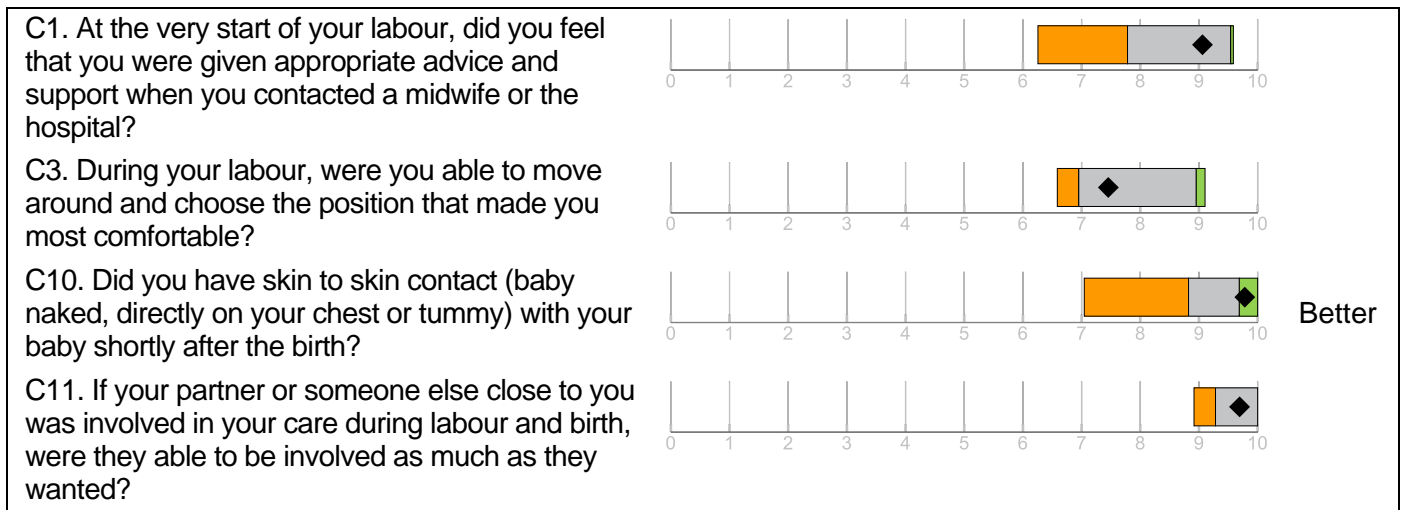 C1. At the very start of your labour, did you feel
that you were given appropriate advice and
support when you contacted a midwife or the
hospital?
0 1 2 3 4 5 6 7 8 9 10
C3. During your labour, were you able to move
around and choose the position that made you
most comfortable?
0 1 2 3 4 5 6 7 8 9 10
C10. Did you have skin to skin contact (baby
naked, directly on your chest or tummy) with your
baby shortly after the birth?
0 1 2 3 4 5 6 7 8 9 10
Better
C11. If your partner or someone else close to you
was involved in your care during labour and birth,
were they able to be involved as much as they
wanted?
0 1 2 3 4 5 6 7 8 9 10